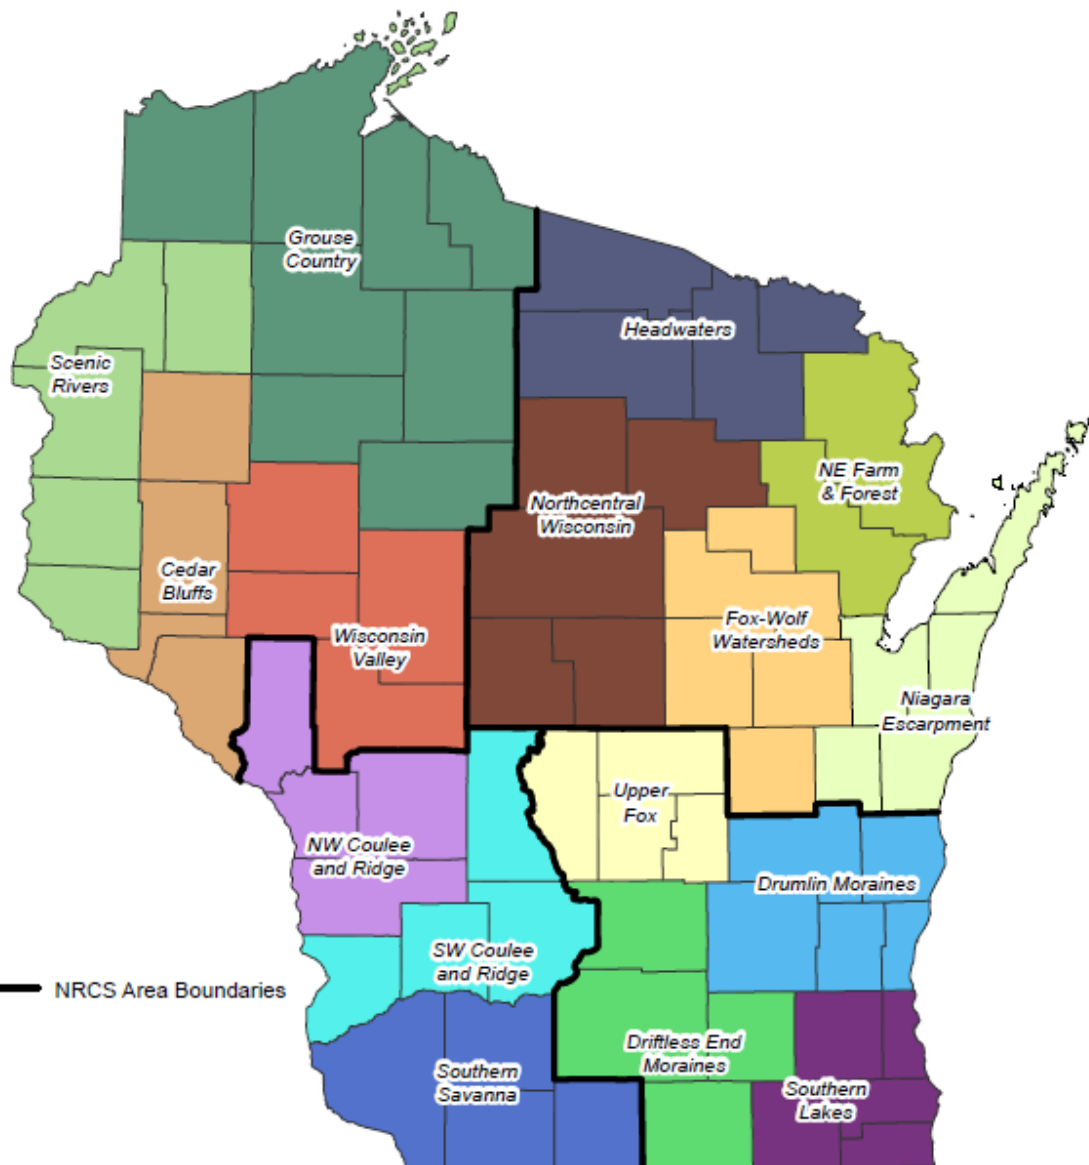 Grouse
Country
Headwaters
Scenic
Rivers
NE Farm
& Forest
Northcentral
Wisconsin
Cedar
Bluffs
Fox-Wolf
Watersheds
Wisconsin
Valley
Niagara
Escarpment
Upper
Fox
NW Coulee
and Ridge
Drumlin Moraines
SW Coulee
and Ridge
NRCS Area Boundaries
Driftless End
Moraines
Southern
Savanna
Southern
Lakes